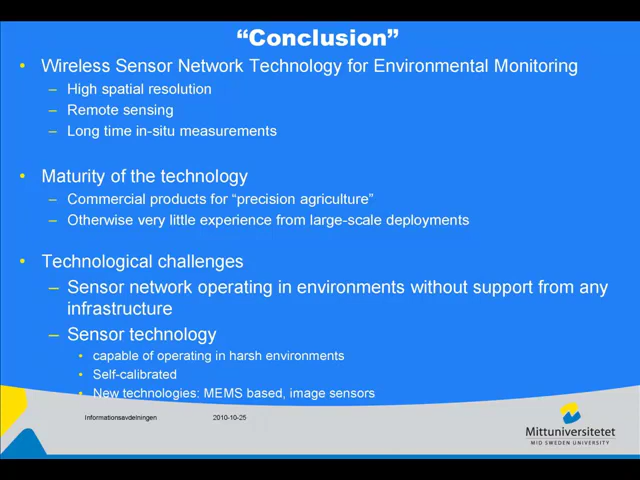 “Conclusion”
• Wireless Sensor Network Technology for Environmental Monitoring
– High spatial resolution
– Remote sensing
– Long time in-situ measurements
• Maturity of the technology
– Commercial products for “precision agriculture”
– Otherwise very little experience from large-scale deployments
• Technological challenges
– Sensor network operating in environments without support from any
infrastructure
– Sensor technology
• capable of operating in harsh environments
• Self-calibrated
• New technologies: MEMS based, image sensors
Informationsavdelningen 2010-10-25
Mittuniversitetet
MID SWEDEN UNIVERSITY